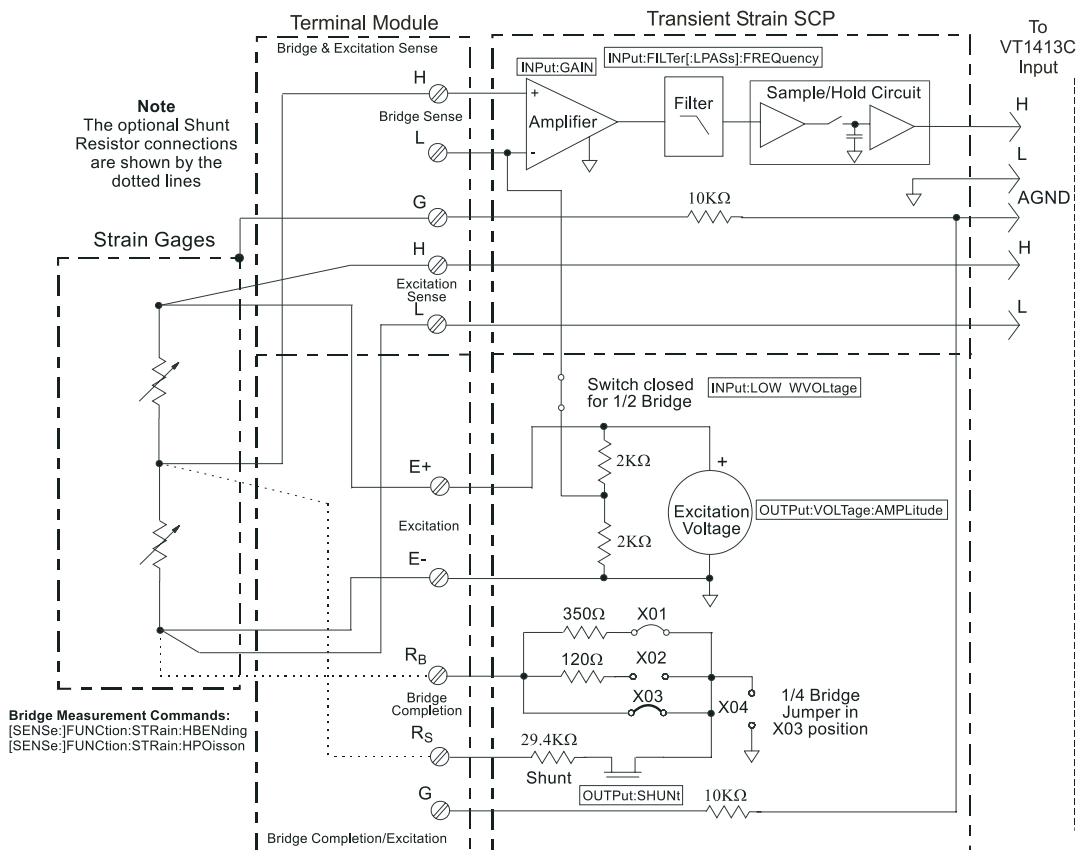 Terminal Module
Transient Strain SCP
To
VT1413C
Input
Bridge & Excitation Sense
INPut:GAIN
INPut:FILTer[:LPASs]:FREQuency
Note
The optional Shunt
Resistor connections
are shown by the
dotted lines
H
Bridge Sense
L
+
-
Amplifier
Filter
Sample/Hold Circuit
H
L
G
10KΩ
AGND
Strain Gages
H
Excitation
Sense
L
H
L
Switch closed
for 1/2 Bridge
INPut:LOW WVOLtage
E+
2KΩ
+
Excitation
Voltage
OUTPut:VOLTage:AMPLitude
Excitation
2KΩ
E-
350Ω
X01
RB
120Ω
X02
Bridge
Completion
X03
X04
1/4 Bridge
Jumper in
X03 position
Bridge Measurement Commands:
[SENSe:]FUNCtion:STRain:HBENding
[SENSe:]FUNCtion:STRain:HPOisson
RS
29.4KΩ
Shunt
OUTPut:SHUNt
G
10KΩ
Bridge Completion/Excitation